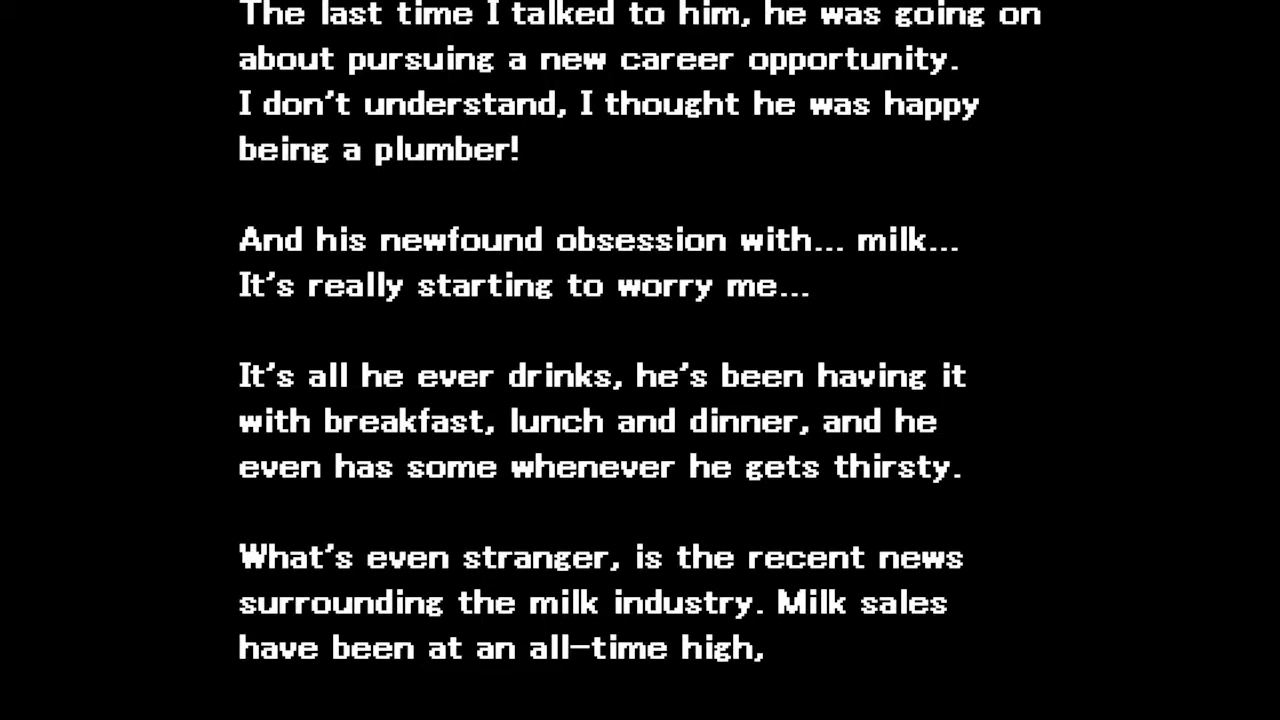 The last time I talked to him, he was going on
about pursuing a new career opportunity.
I don't understand, I thought he was happy
being a plumber!
And his newfound obsession with... milk...
It's really starting to worry me...
It's all he ever drinks, he's been having it
with breakfast, lunch and dinner, and he
even has some whenever he gets thirsty.
What's even stranger, is the recent news
surrounding the milk industry. Milk sales
have been at an all-time high,